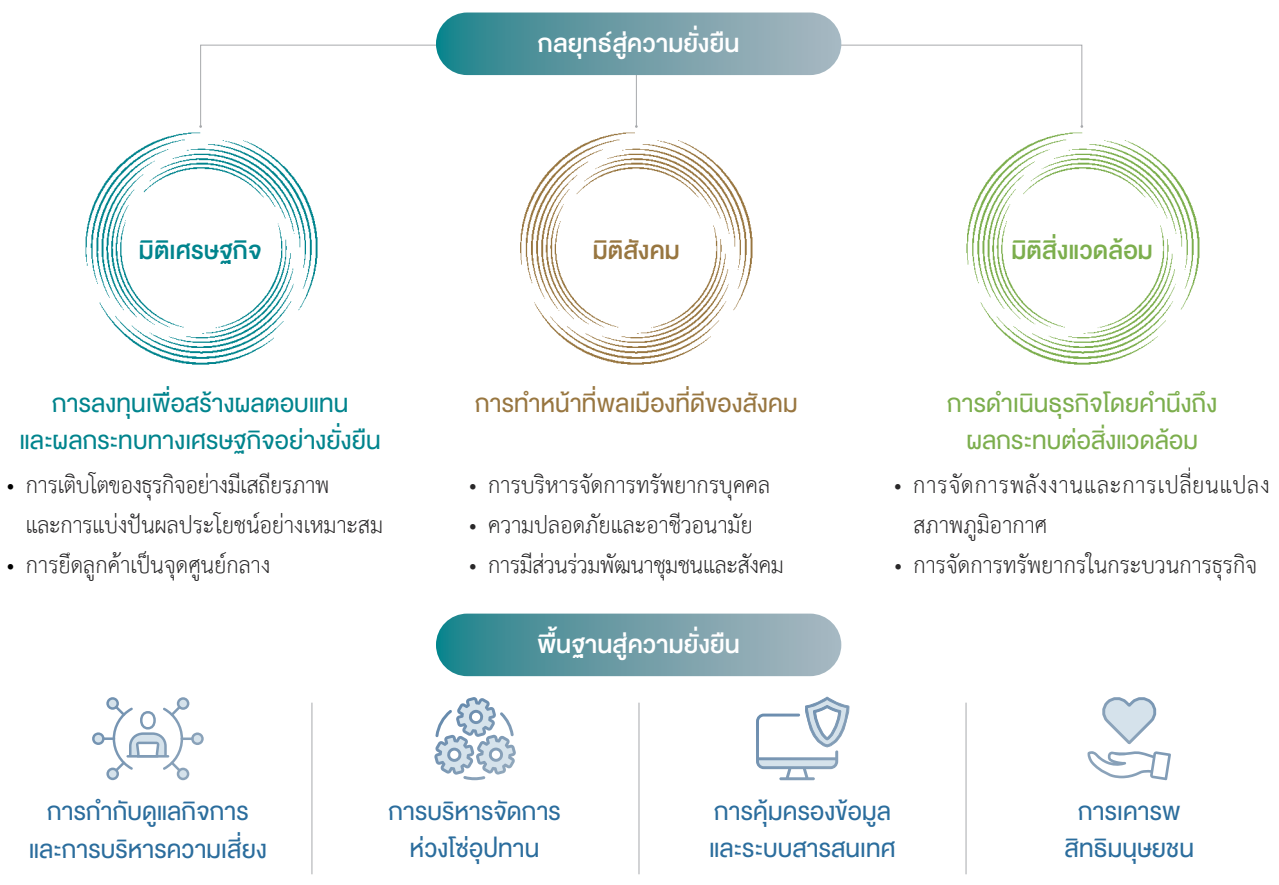 กลยุทธ์สู่ความยั่งยืน
มิติเศรษฐกิจ
มิติสังคม
มิติสิ่งแวดล้อม
การลงทุนเพื่อสร้างผลตอบแทน
และผลกระทบทางเศรษฐกิจอย่างยั่งยืน
• การเติบโตของธุรกิจอย่างมีเสถียรภาพ
และการแบ่งปันผลประโยชน์อย่างเหมาะสม
• การยึดลูกค้าเป็นจุดศูนย์กลาง
การทำหน้าที่พลเมืองที่ดีของสังคม
• การบริหารจัดการทรัพยากรบุคคล
• ความปลอดภัยและอาชีวอนามัย
• การมีส่วนร่วมพัฒนาชุมชนและสังคม
การดำเนินธุรกิจโดยคำนึงถึง
ผลกระทบต่อสิ่งแวดล้อม
• การจัดการพลังงานและการเปลี่ยนแปลง
สภาพภูมิอากาศ
• การจัดการทรัพยากรในกระบวนการธุรกิจ
พื้นฐานสู่ความยั่งยืน
การกำกับดูแลกิจการ
และการบริหารความเสี่ยง
การบริหารจัดการ
ห่วงโซ่อุปทาน
การคุ้มครองข้อมูล
และระบบสารสนเทศ
การเคารพ
สิทธิมนุษยชน